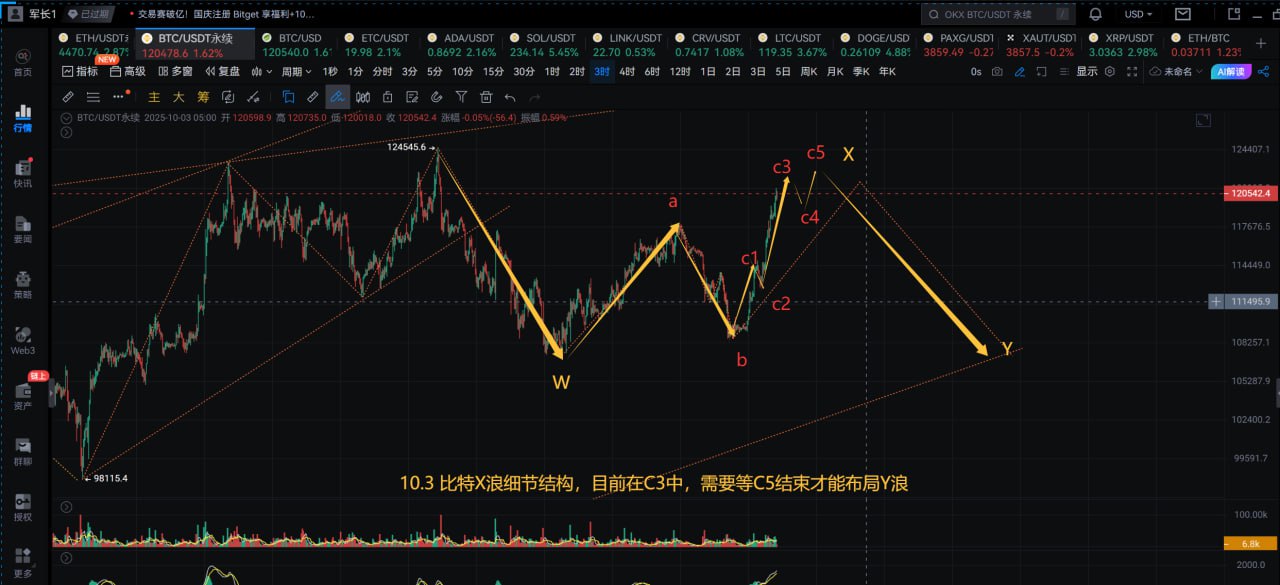 军长1
已过期
交易赛破亿！国庆注册 Bitget 享福利+10...
OKX BTC/USDT 永续
/
USD
ETH/USDT永
4470.74 2.87%
BTC/USDT永续
120478.6 1.62%
BTC/USD
120540.0 1.6
ETC/USDT
19.98 2.1%
ADA/USDT
0.8692 2.16%
SOL/USDT
234.14 5.45%
LINK/USDT
22.70 0.53%
CRV/USDT
0.7417 1.08%
LTC/USDT
119.35 3.67%
DOGE/USD
0.26109 4.88%
PAXG/USD
3859.49 -0.27
XAUT/USD
3857.5 -0.2%
XRP/USDT
3.0363 2.98%
ETH/BTC
0.03711 1.23%
首页
行情
快讯
要闻
策略
Web3
链上
资产
群聊
授权
更多
指标
NEW
高级
多窗
复盘
周期
1秒
1分
分时
3分
5分
10分
15分
30分
1时
2时
3时
4时
6时
12时
1日
2日
3日
5日
周K
月K
季K
年K
0s
显示
未命名
AI解读
主
大
筹
BTC/USDT永续 2025-10-03 05:00 开 120598.9 高 120735.0 低 120018.0 收 120542.4 涨幅 -0.05%(-56.4) 振幅 0.59%
124545.6
98115.4
W
a
b
c1
c2
c3
c4
c5
X
Y
10.3 比特X浪细节结构，目前在C3中，需要等C5结束才能布局Y浪
124407.1
120542.4
117676.5
114449.0
111495.9
108257.1
105287.9
102400.2
99591.7
100.00k
6.8k
2000.0